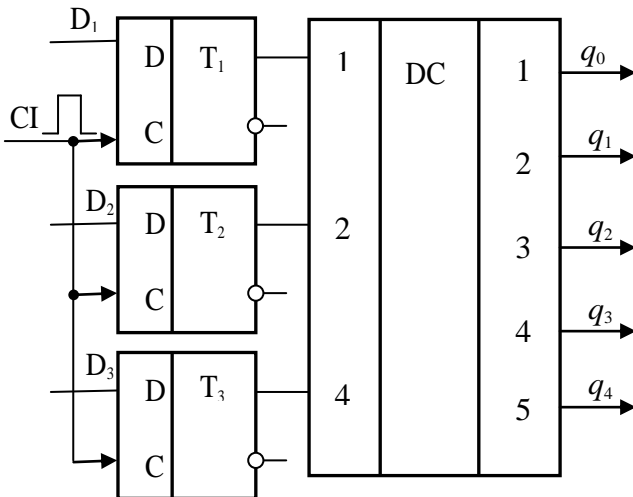 D₁
D T₁
C
CI
D₂
D T₂
C
D₃
D T₃
C
1 DC 1
2 2
3
4 4
5
q₀
q₁
q₂
q₃
q₄